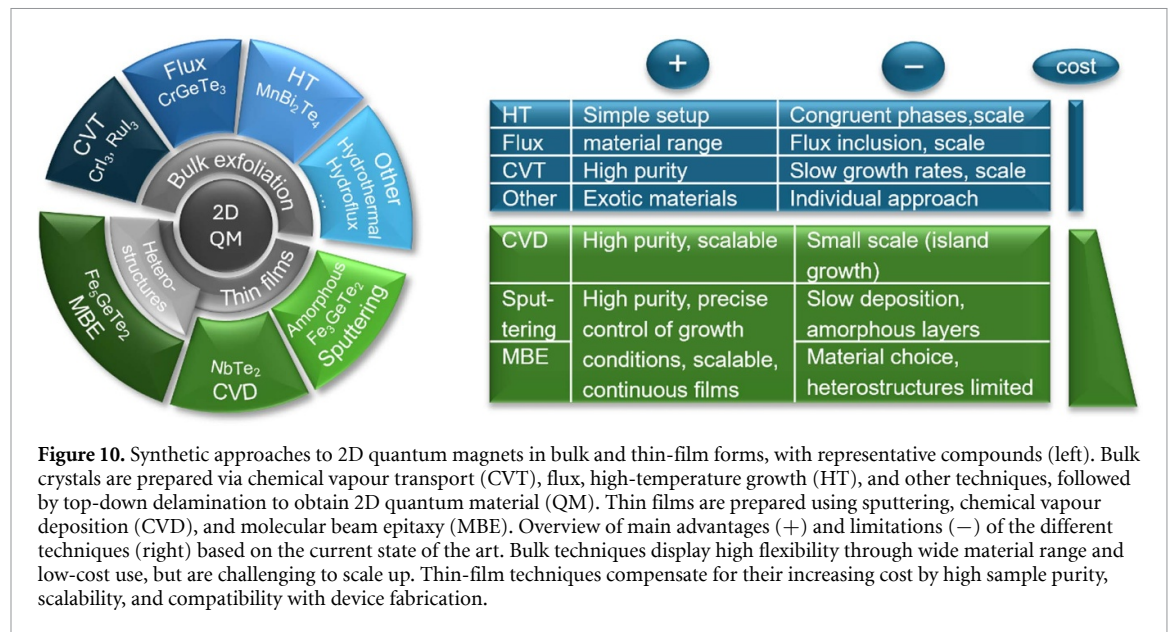 Flux
CrGeTe₃
HT
MnBi₂Te₄
CVT
CrI₃, RuI₃
Other
Hydrothermal
Hydroflux
...
Bulk exfoliation
2D
QM
Hetero-
structures
Thin films
Fe₅GeTe₂
MBE
NbTe₂
CVD
Amorphous
Fe₃GeTe₂
Sputtering
+ − cost
HT Simple setup Congruent phases,scale
Flux material range Flux inclusion, scale
CVT High purity Slow growth rates, scale
Other Exotic materials Individual approach
CVD High purity, scalable Small scale (island
growth)
Sput- High purity, precise Slow deposition,
tering control of growth amorphous layers
MBE conditions, scalable, Material choice,
continuous films heterostructures limited
Figure 10. Synthetic approaches to 2D quantum magnets in bulk and thin-film forms, with representative compounds (left). Bulk
crystals are prepared via chemical vapour transport (CVT), flux, high-temperature growth (HT), and other techniques, followed
by top-down delamination to obtain 2D quantum material (QM). Thin films are prepared using sputtering, chemical vapour
deposition (CVD), and molecular beam epitaxy (MBE). Overview of main advantages (+) and limitations (−) of the different
techniques (right) based on the current state of the art. Bulk techniques display high flexibility through wide material range and
low-cost use, but are challenging to scale up. Thin-film techniques compensate for their increasing cost by high sample purity,
scalability, and compatibility with device fabrication.